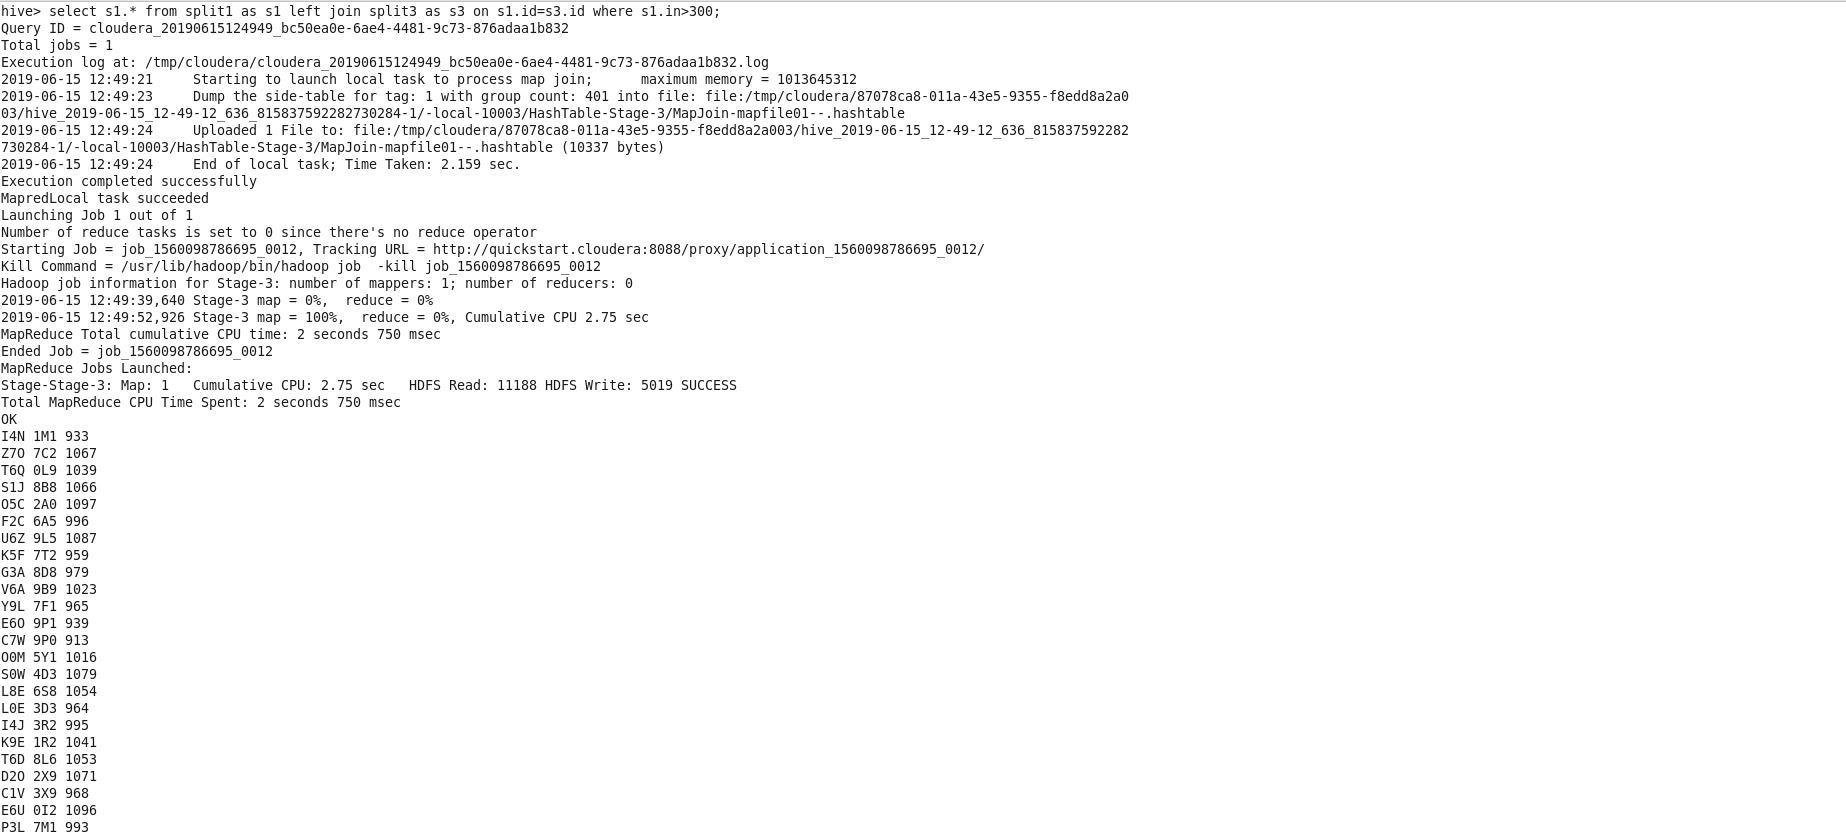 hive> select s1.* from split1 as s1 left join split3 as s3 on s1.id=s3.id where s1.in>300;
Query ID = cloudera_20190615124949_bc50ea0e-6ae4-4481-9c73-876adaa1b832
Total jobs = 1
Execution log at: /tmp/cloudera/cloudera_20190615124949_bc50ea0e-6ae4-4481-9c73-876adaa1b832.log
2019-06-15 12:49:21     Starting to launch local task to process map join;      maximum memory = 1013645312
2019-06-15 12:49:23     Dump the side-table for tag: 1 with group count: 401 into file: file:/tmp/cloudera/87078ca8-011a-43e5-9355-f8edd8a2a0
03/hive_2019-06-15_12-49-12_636_815837592282730284-1/-local-10003/HashTable-Stage-3/MapJoin-mapfile01--.hashtable
2019-06-15 12:49:24     Uploaded 1 File to: file:/tmp/cloudera/87078ca8-011a-43e5-9355-f8edd8a2a003/hive_2019-06-15_12-49-12_636_815837592282
730284-1/-local-10003/HashTable-Stage-3/MapJoin-mapfile01--.hashtable (10337 bytes)
2019-06-15 12:49:24     End of local task; Time Taken: 2.159 sec.
Execution completed successfully
MapredLocal task succeeded
Launching Job 1 out of 1
Number of reduce tasks is set to 0 since there's no reduce operator
Starting Job = job_1560098786695_0012, Tracking URL = http://quickstart.cloudera:8088/proxy/application_1560098786695_0012/
Kill Command = /usr/lib/hadoop/bin/hadoop job  -kill job_1560098786695_0012
Hadoop job information for Stage-3: number of mappers: 1; number of reducers: 0
2019-06-15 12:49:39,640 Stage-3 map = 0%,  reduce = 0%
2019-06-15 12:49:52,926 Stage-3 map = 100%,  reduce = 0%, Cumulative CPU 2.75 sec
MapReduce Total cumulative CPU time: 2 seconds 750 msec
Ended Job = job_1560098786695_0012
MapReduce Jobs Launched:
Stage-Stage-3: Map: 1   Cumulative CPU: 2.75 sec   HDFS Read: 11188 HDFS Write: 5019 SUCCESS
Total MapReduce CPU Time Spent: 2 seconds 750 msec
OK
I4N 1M1 933
Z7O 7C2 1067
T6Q 0L9 1039
S1J 8B8 1066
O5C 2A0 1097
F2C 6A5 996
U6Z 9L5 1087
K5F 7T2 959
G3A 8D8 979
V6A 9B9 1023
Y9L 7F1 965
E6O 9P1 939
C7W 9P0 913
O0M 5Y1 1016
S0W 4D3 1079
L8E 6S8 1054
L0E 3D3 964
I4J 3R2 995
K9E 1R2 1041
T6D 8L6 1053
D2O 2X9 1071
C1V 3X9 968
E6U 0I2 1096
P3L 7M1 993